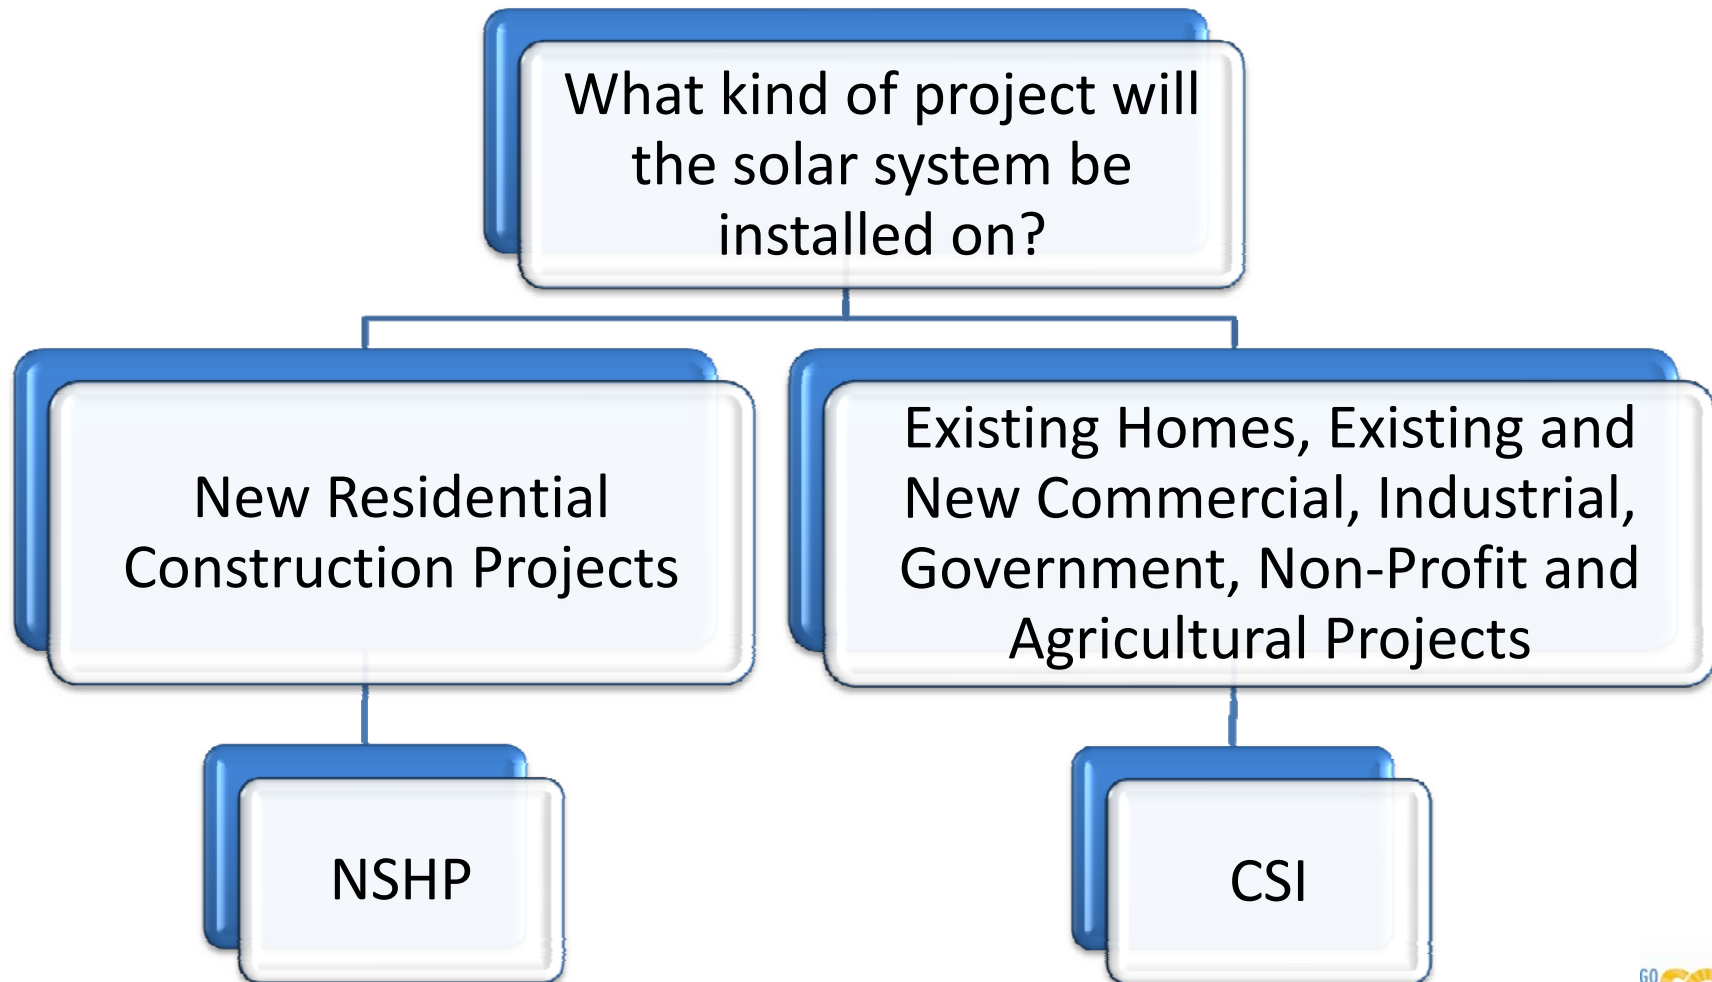 What kind of project will
the solar system be
installed on?
New Residential
Construction Projects
Existing Homes, Existing and
New Commercial, Industrial,
Government, Non-Profit and
Agricultural Projects
NSHP
CSI
GO